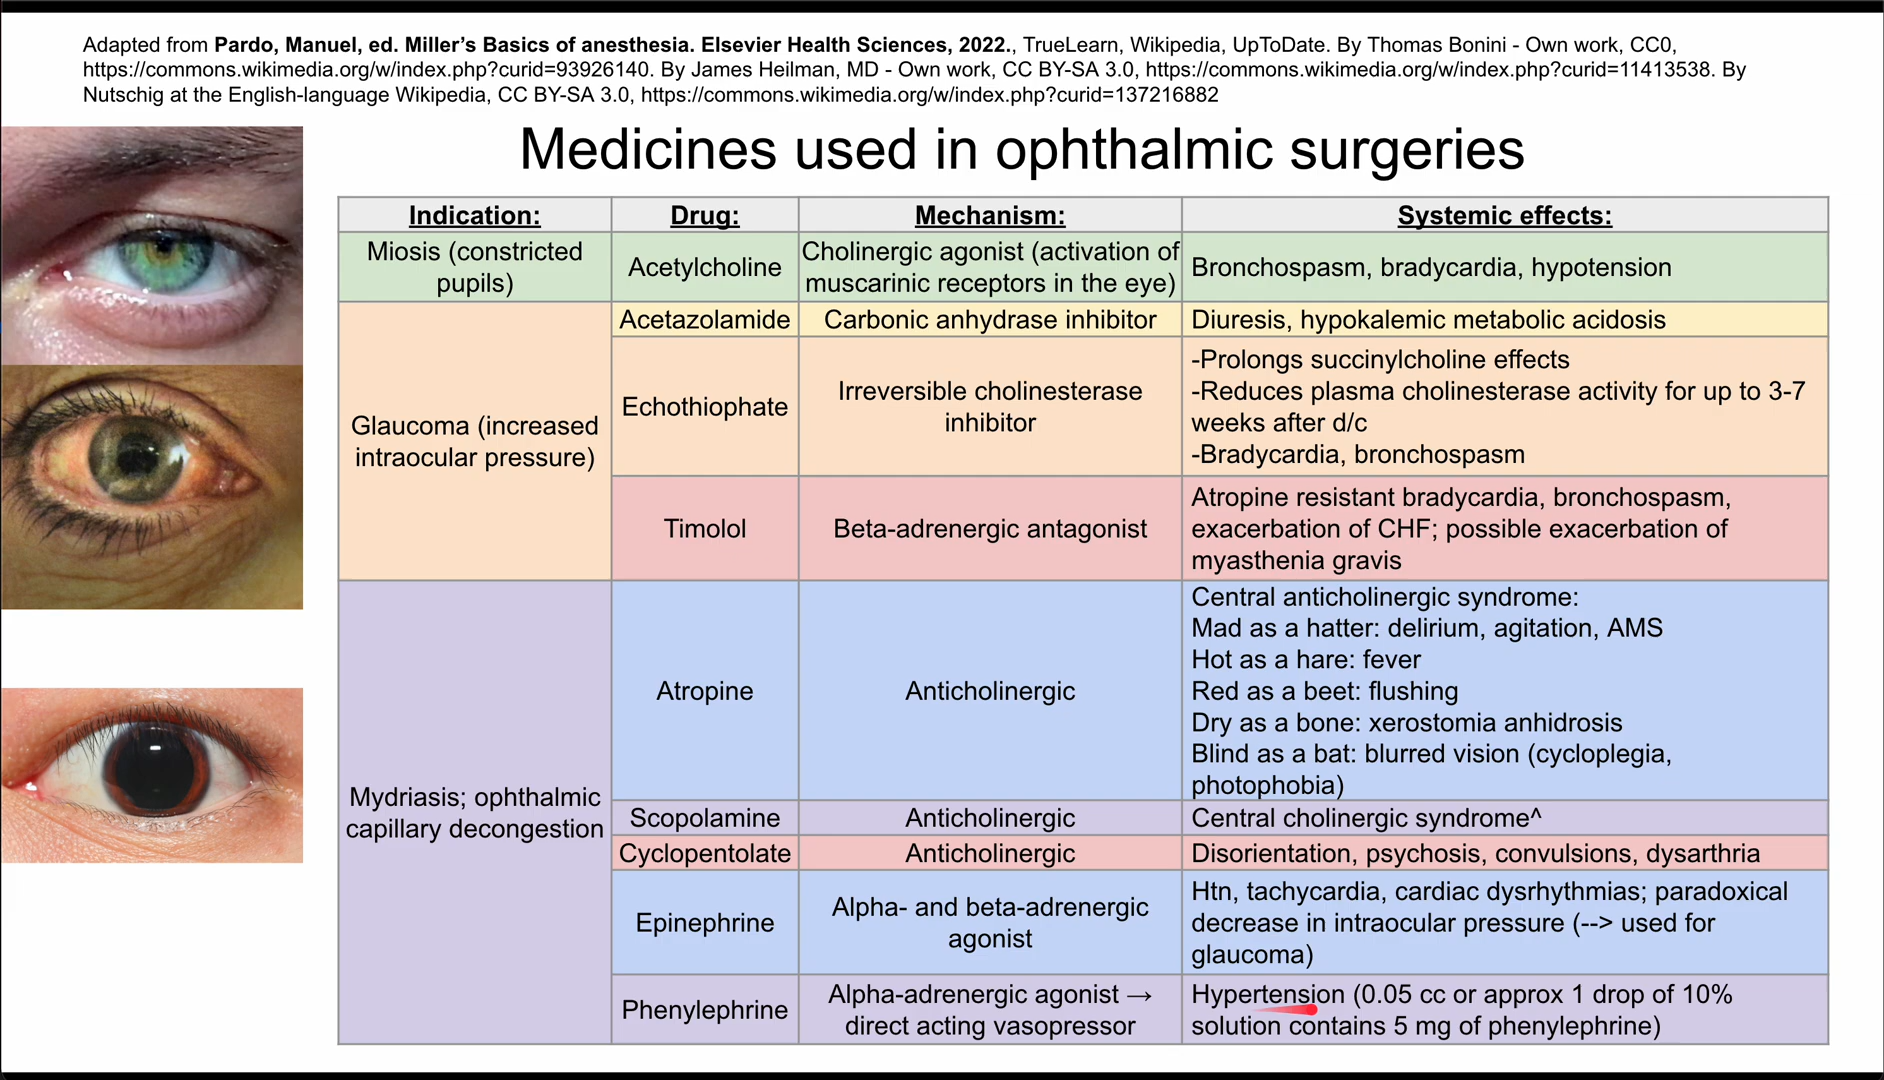 Adapted from Pardo, Manuel, ed. Miller’s Basics of anesthesia. Elsevier Health Sciences, 2022., TrueLearn, Wikipedia, UpToDate. By Thomas Bonini - Own work, CC0,
https://commons.wikimedia.org/w/index.php?curid=93926140. By James Heilman, MD - Own work, CC BY-SA 3.0, https://commons.wikimedia.org/w/index.php?curid=11413538. By
Nutschig at the English-language Wikipedia, CC BY-SA 3.0, https://commons.wikimedia.org/w/index.php?curid=137216882
Medicines used in ophthalmic surgeries
Indication:
Drug:
Mechanism:
Systemic effects:
Miosis (constricted
pupils)
Acetylcholine
Cholinergic agonist (activation of
muscarinic receptors in the eye)
Bronchospasm, bradycardia, hypotension
Glaucoma (increased
intraocular pressure)
Acetazolamide
Carbonic anhydrase inhibitor
Diuresis, hypokalemic metabolic acidosis
Echothiophate
Irreversible cholinesterase
inhibitor
-Prolongs succinylcholine effects
-Reduces plasma cholinesterase activity for up to 3-7
weeks after d/c
-Bradycardia, bronchospasm
Timolol
Beta-adrenergic antagonist
Atropine resistant bradycardia, bronchospasm,
exacerbation of CHF; possible exacerbation of
myasthenia gravis
Mydriasis; ophthalmic
capillary decongestion
Atropine
Anticholinergic
Central anticholinergic syndrome:
Mad as a hatter: delirium, agitation, AMS
Hot as a hare: fever
Red as a beet: flushing
Dry as a bone: xerostomia anhidrosis
Blind as a bat: blurred vision (cycloplegia,
photophobia)
Scopolamine
Anticholinergic
Central cholinergic syndrome^
Cyclopentolate
Anticholinergic
Disorientation, psychosis, convulsions, dysarthria
Epinephrine
Alpha- and beta-adrenergic
agonist
Htn, tachycardia, cardiac dysrhythmias; paradoxical
decrease in intraocular pressure (--> used for
glaucoma)
Phenylephrine
Alpha-adrenergic agonist →
direct acting vasopressor
Hypertension (0.05 cc or approx 1 drop of 10%
solution contains 5 mg of phenylephrine)